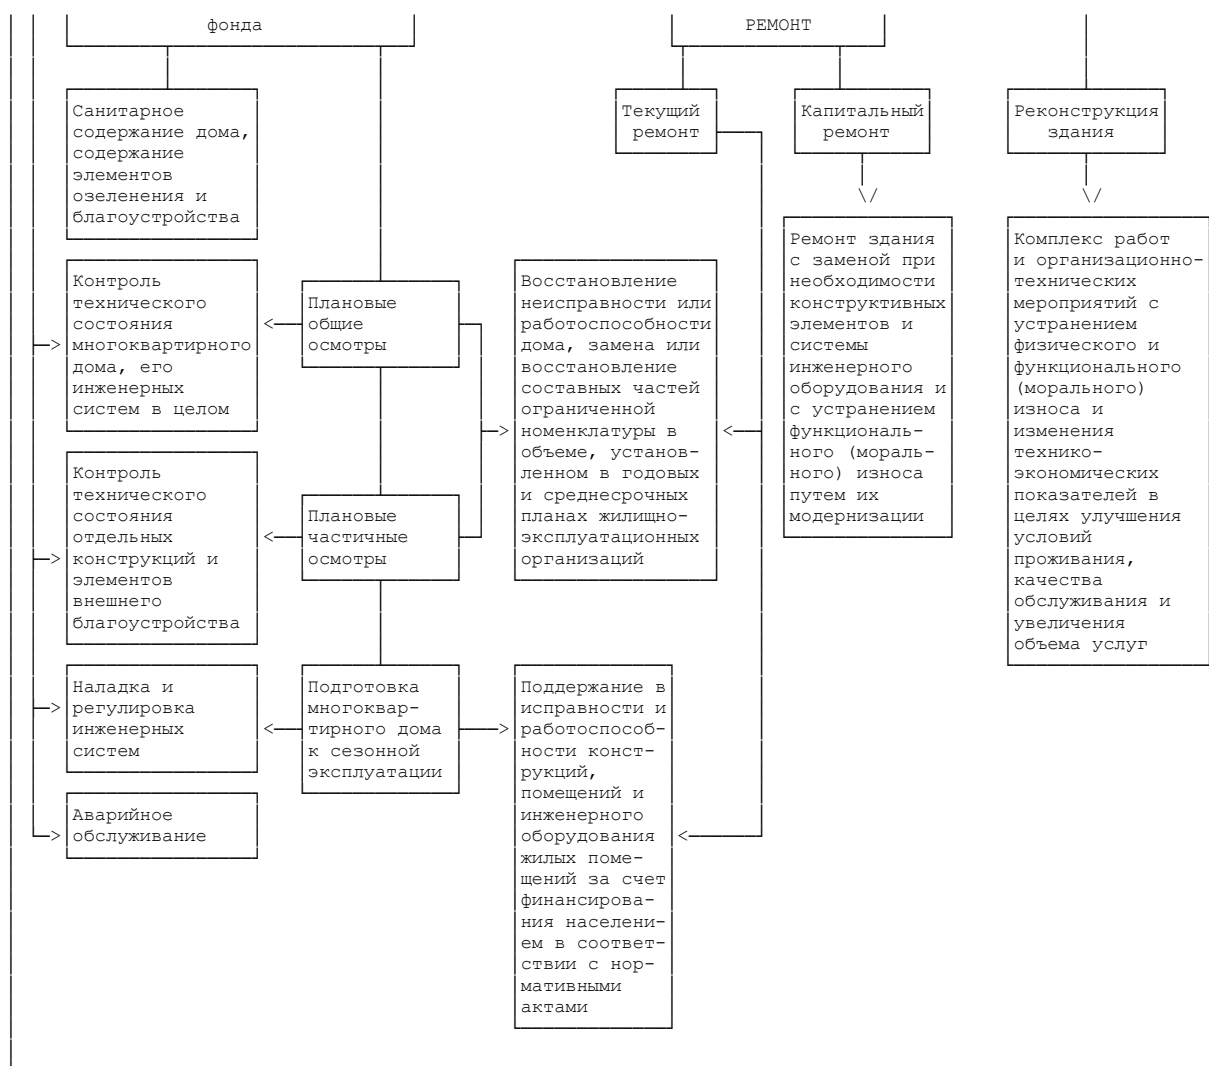 фонда
РЕМОНТ
Санитарное
содержание дома,
содержание
элементов
озеленения и
благоустройства
Текущий
ремонт
Капитальный
ремонт
Реконструкция
здания
Контроль
технического
состояния
многоквартирного
дома, его
инженерных
систем в целом
Плановые
общие
осмотры
Восстановление
неисправности или
работоспособности
дома, замена или
восстановление
составных частей
ограниченной
номенклатуры в
объеме, установ-
ленном в годовых
и среднесрочных
планах жилищно-
эксплуатационных
организаций
Ремонт здания
с заменой при
необходимости
конструктивных
элементов и
системы
инженерного
оборудования и
с устранением
функциональ-
ного (мораль-
ного) износа
путем их
модернизации
Комплекс работ
и организационно-
технических
мероприятий с
устранением
физического и
функционального
(морального)
износа и
изменения
технико-
экономических
показателей в
целях улучшения
условий
проживания,
качества
обслуживания и
увеличения
объема услуг
Контроль
технического
состояния
отдельных
конструкций и
элементов
внешнего
благоустройства
Плановые
частичные
осмотры
Наладка и
регулировка
инженерных
систем
Подготовка
многоквар-
тирного дома
к сезонной
эксплуатации
Поддержание в
исправности и
работоспособ-
ности конст-
рукций,
помещений и
инженерного
оборудования
жилых поме-
щений за счет
финансирова-
ния населени-
ем в соответ-
ствии с нор-
мативными
актами
Аварийное
обслуживание